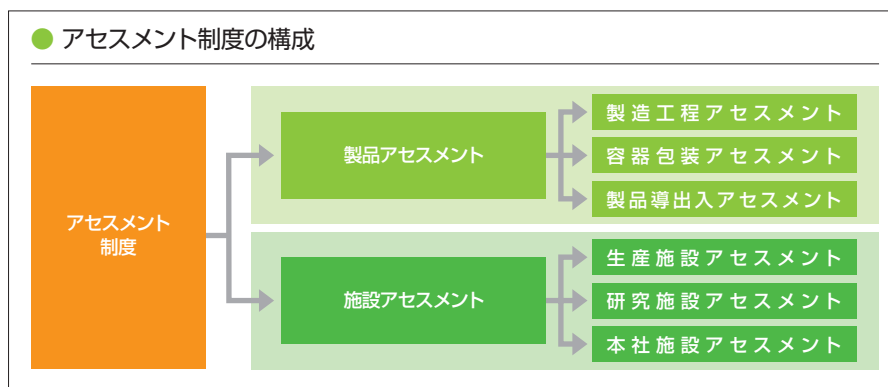 アセスメント制度の構成
アセスメント
制度
製品アセスメント
製造工程アセスメント
容器包装アセスメント
製品導出入アセスメント
施設アセスメント
生産施設アセスメント
研究施設アセスメント
本社施設アセスメント